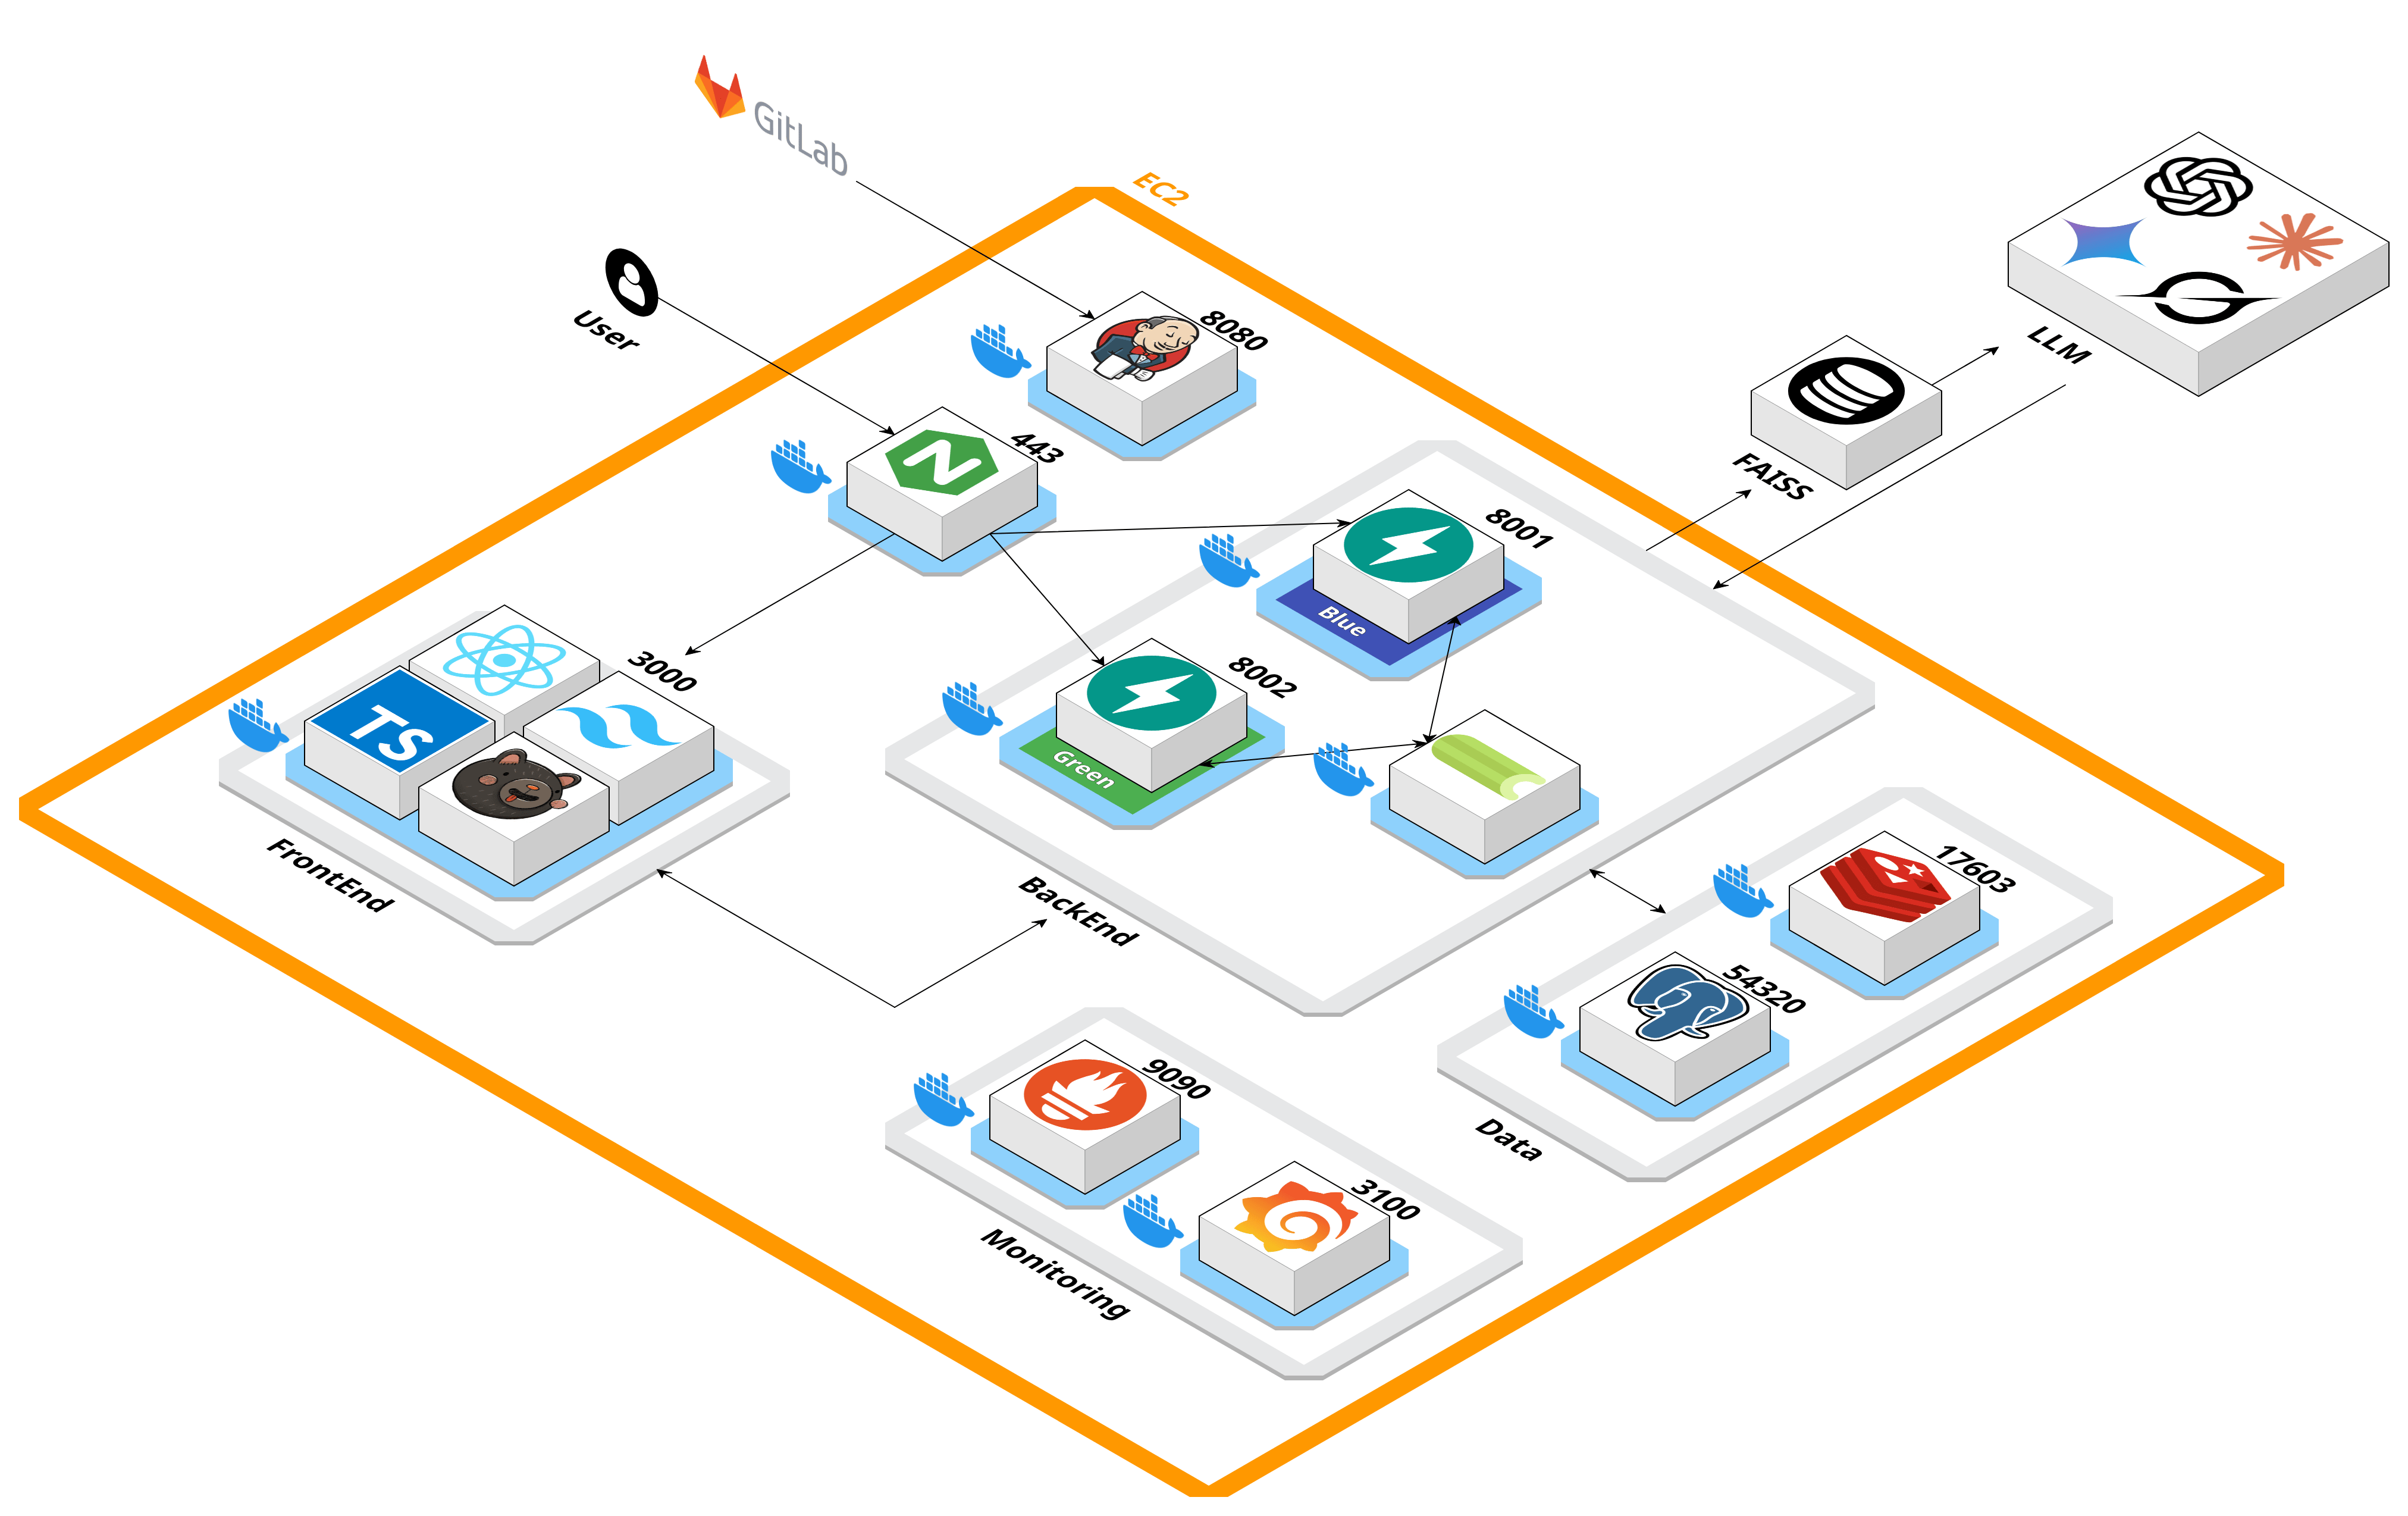 GitLab
EC2
User
8080
443
LLM
FAISS
8001
Blue
3000
TS
8002
Green
FrontEnd
BackEnd
17603
54320
Data
9090
3100
Monitoring